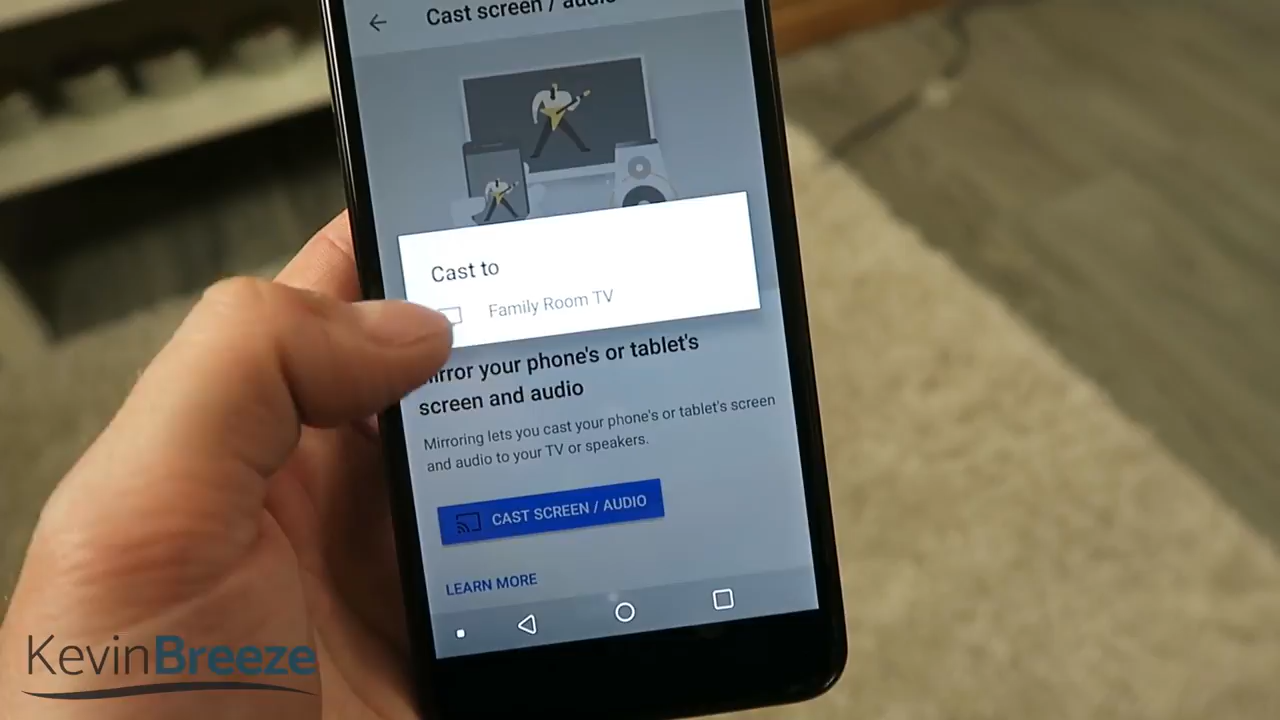 Cast screen / audio
Cast to
Family Room TV
Mirror your phone's or tablet's
screen and audio
Mirroring lets you cast your phone's or tablet's screen
and audio to your TV or speakers.
CAST SCREEN / AUDIO
LEARN MORE
KevinBreeze